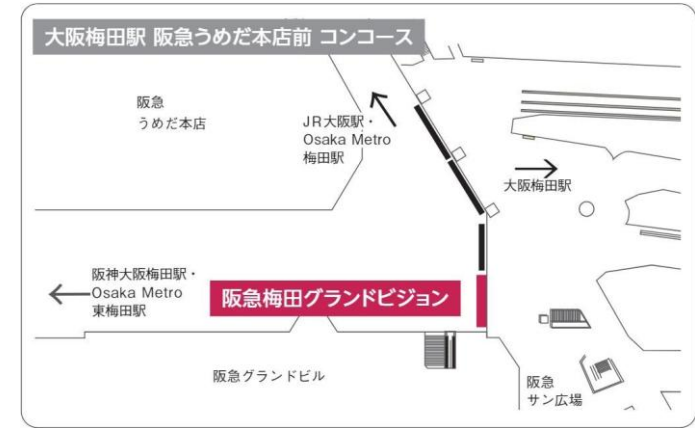 大阪梅田駅 阪急うめだ本店前 コンコース
阪急
うめだ本店
JR大阪駅・
Osaka Metro
梅田駅
大阪梅田駅
阪神大阪梅田駅・
Osaka Metro
東梅田駅
阪急梅田グランドビジョン
阪急グランドビル
阪急
サン広場